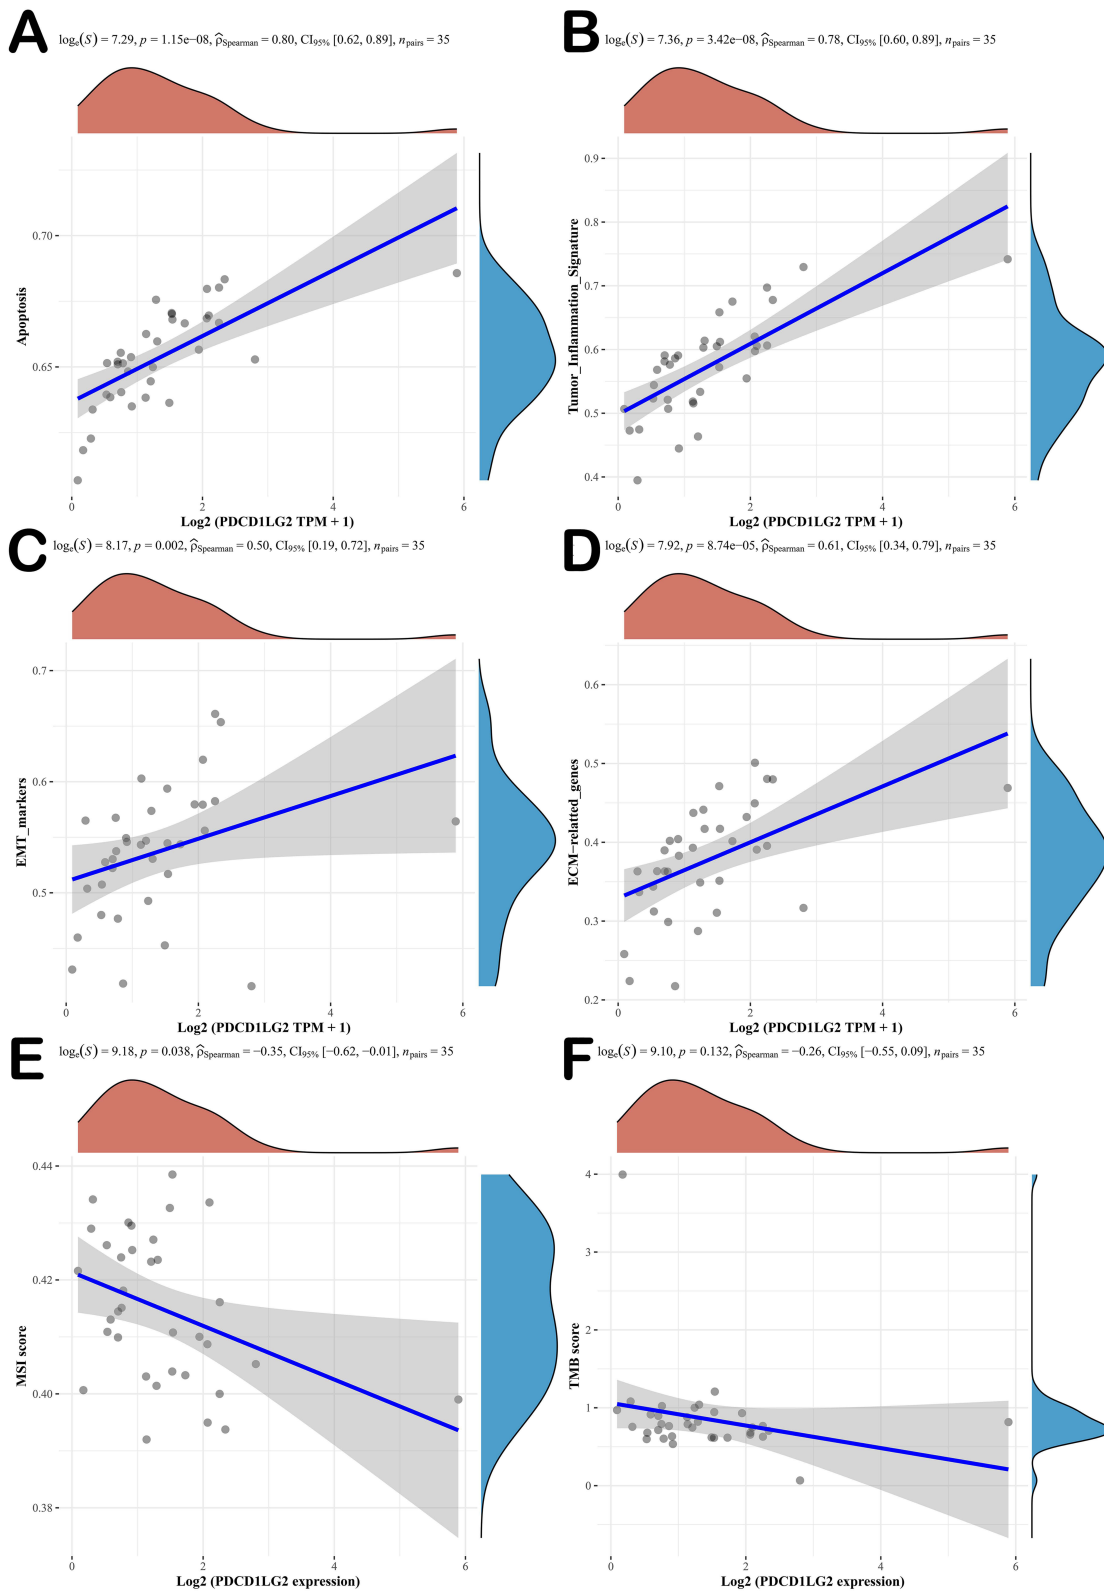 A
logₑ(S) = 7.29, p = 1.15e−08, ρ̂Spearman = 0.80, CI95% [0.62, 0.89], npairs = 35
0.70
0.65
Apoptosis
0 2 4 6
Log2 (PDCD1LG2 TPM + 1)
B
logₑ(S) = 7.36, p = 3.42e−08, ρ̂Spearman = 0.78, CI95% [0.60, 0.89], npairs = 35
0.9
0.8
0.7
0.6
0.5
0.4
Tumor_Inflammation_Signature
0 2 4 6
Log2 (PDCD1LG2 TPM + 1)
C
logₑ(S) = 8.17, p = 0.002, ρ̂Spearman = 0.50, CI95% [0.19, 0.72], npairs = 35
0.7
0.6
0.5
EMT_markers
0 2 4 6
Log2 (PDCD1LG2 TPM + 1)
D
logₑ(S) = 7.92, p = 8.74e−05, ρ̂Spearman = 0.61, CI95% [0.34, 0.79], npairs = 35
0.6
0.5
0.4
0.3
0.2
ECM−relatted_genes
0 2 4 6
Log2 (PDCD1LG2 TPM + 1)
E
logₑ(S) = 9.18, p = 0.038, ρ̂Spearman = −0.35, CI95% [−0.62, −0.01], npairs = 35
0.44
0.42
0.40
0.38
MSI score
0 2 4 6
Log2 (PDCD1LG2 expression)
F
logₑ(S) = 9.10, p = 0.132, ρ̂Spearman = −0.26, CI95% [−0.55, 0.09], npairs = 35
4
3
2
1
0
TMB score
0 2 4 6
Log2 (PDCD1LG2 expression)